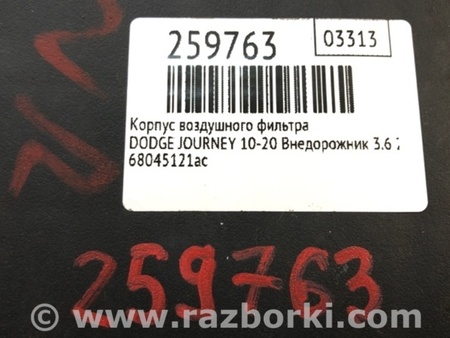 259763
03313
Корпус воздушного фильтра
DODGE JOURNEY 10-20 Внедорожник 3.6
68045121ac
259763
© www.razborki.com